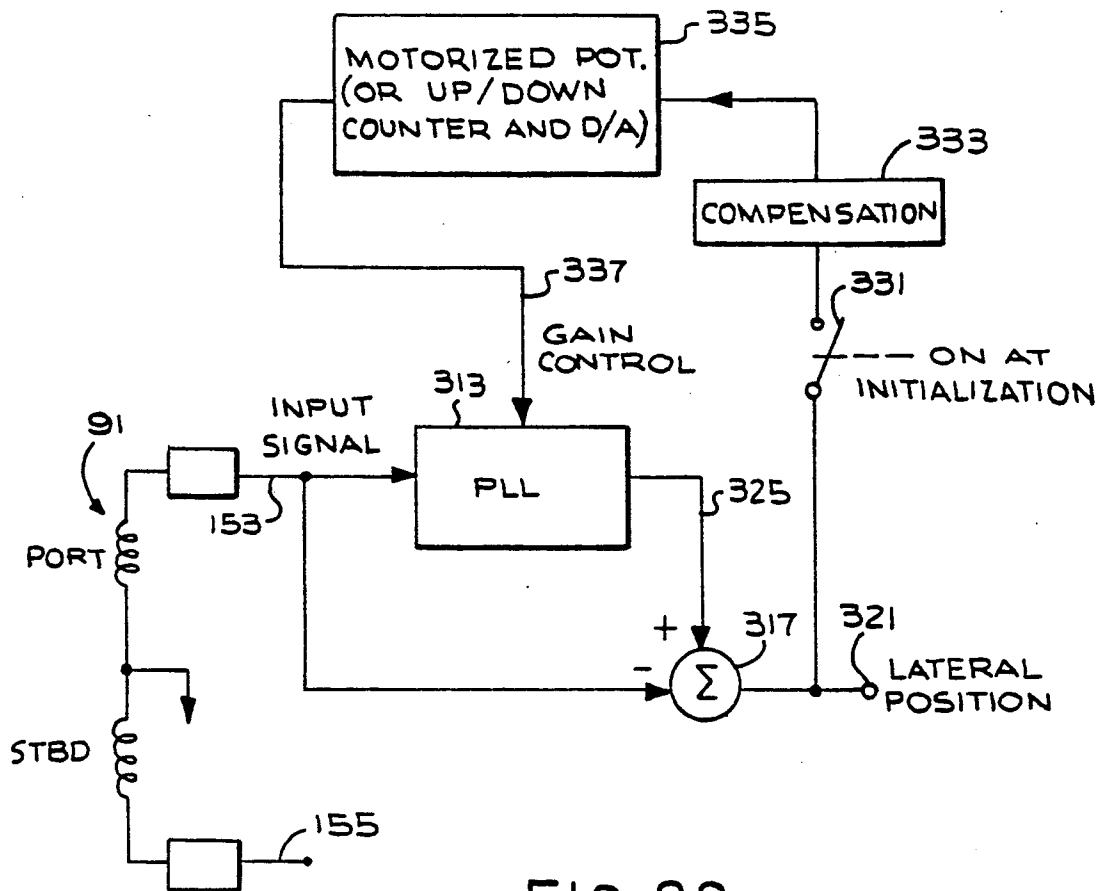 335
MOTORIZED POT.
(OR UP/DOWN
COUNTER AND D/A)
333
COMPENSATION
337
331
GAIN
CONTROL
ON AT
INITIALIZATION
313
INPUT
SIGNAL
91
PLL
153
325
PORT
+
317
321
-
Σ
LATERAL
POSITION
STBD
155